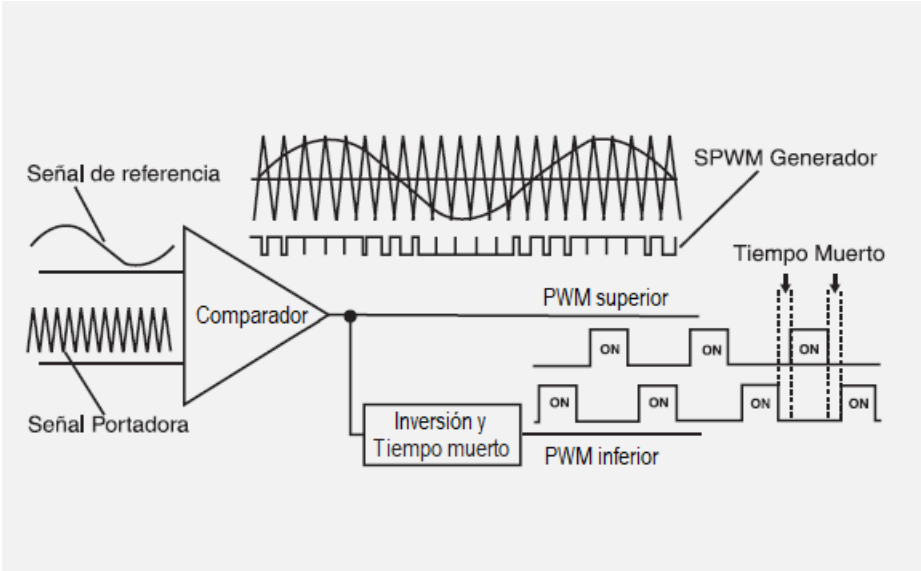 SPWM Generador
Señal de referencia
Tiempo Muerto
PWM superior
Comparador
ON
ON
ON
ON
ON
ON
ON
Señal Portadora
Inversión y
Tiempo muerto
PWM inferior